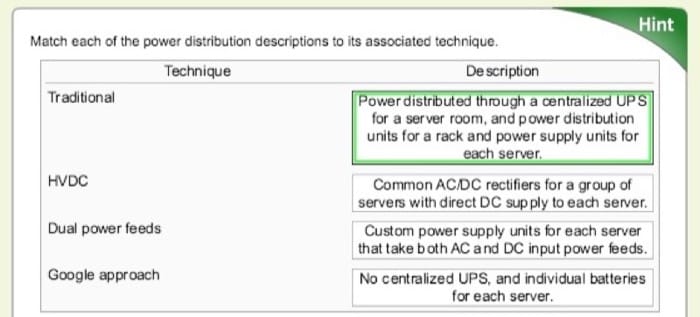 Hint
Match each of the power distribution descriptions to its associated technique.
Technique
Description
Traditional
Power distributed through a centralized UPS
for a server room, and power distribution
units for a rack and power supply units for
each server.
HVDC
Common AC/DC rectifiers for a group of
servers with direct DC supply to each server.
Dual power feeds
Custom power supply units for each server
that take both AC and DC input power feeds.
Google approach
No centralized UPS, and individual batteries
for each server.